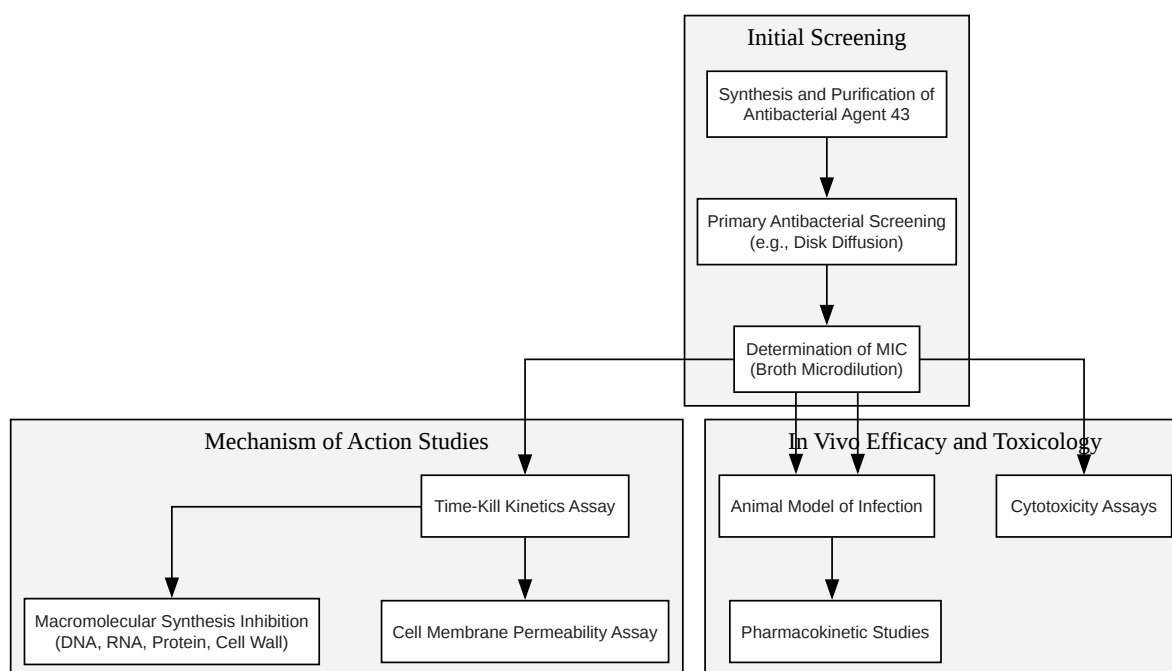 Initial Screening
Synthesis and Purification of
Antibacterial Agent 43
Primary Antibacterial Screening
(e.g., Disk Diffusion)
Determination of MIC
(Broth Microdilution)
Mechanism of Action Studies
Time-Kill Kinetics Assay
Macromolecular Synthesis Inhibition
(DNA, RNA, Protein, Cell Wall)
Cell Membrane Permeability Assay
In Vivo Efficacy and Toxicology
Animal Model of Infection
Cytotoxicity Assays
Pharmacokinetic Studies